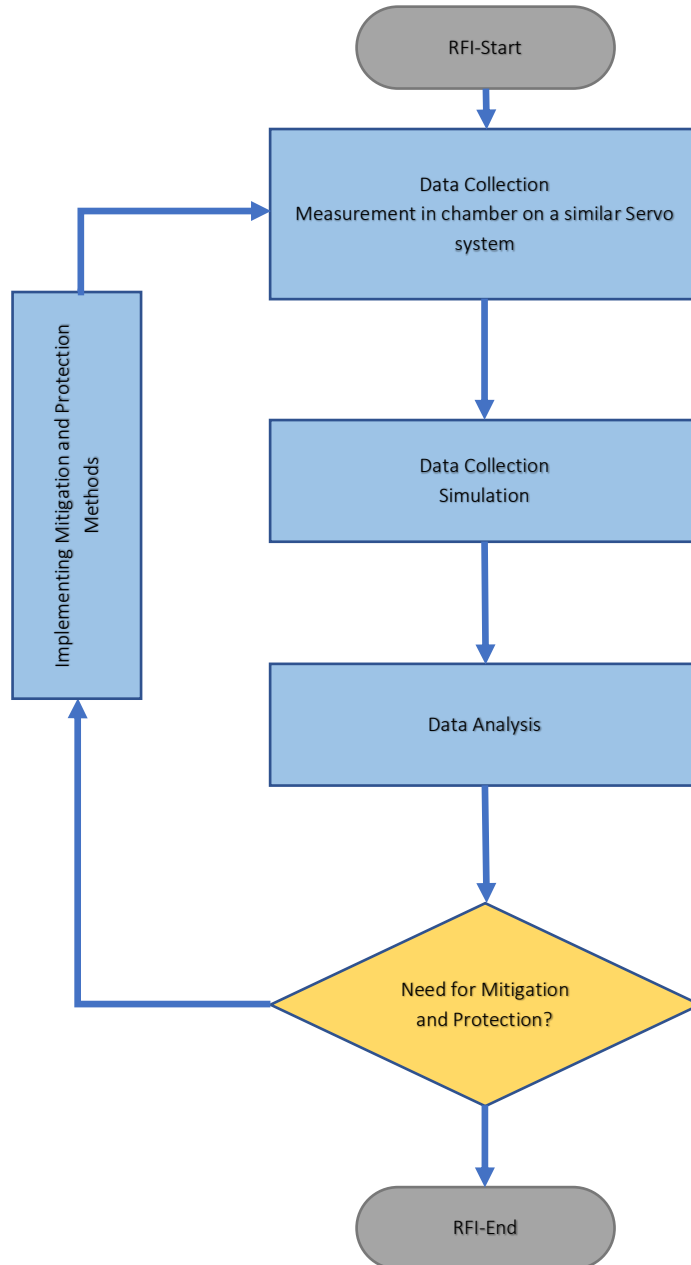 RFI-Start
Data Collection
Measurement in chamber on a similar Servo
system
Implementing Mitigation and Protection
Methods
Data Collection
Simulation
Data Analysis
Need for Mitigation
and Protection?
RFI-End